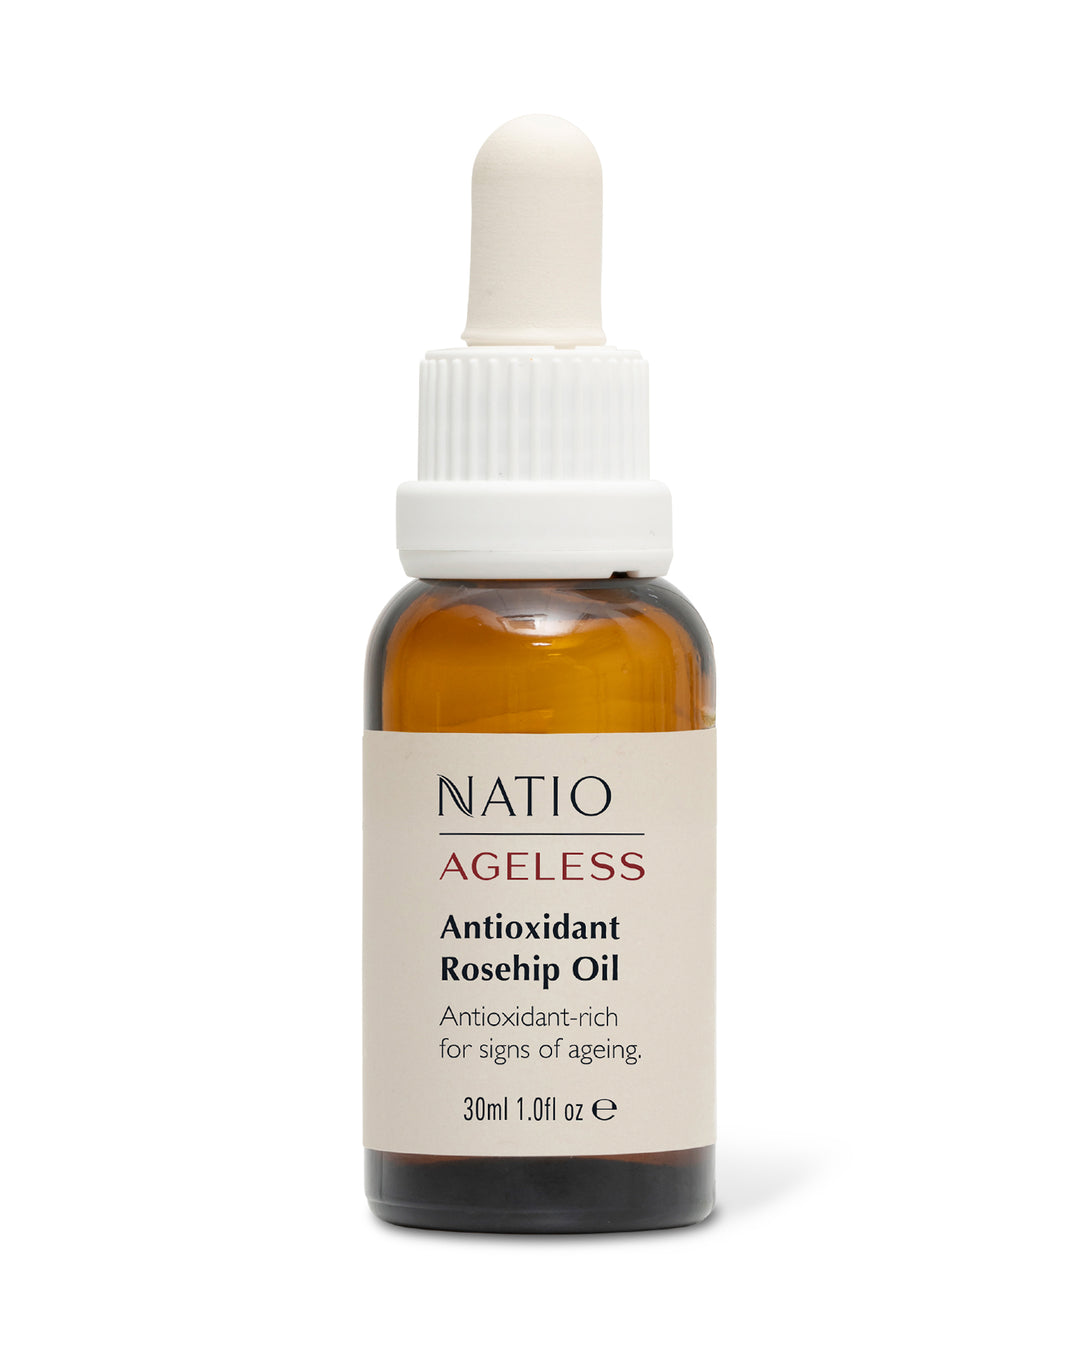 NATIO
AGELESS
Antioxidant
Rosehip Oil
Antioxidant-rich
for signs of ageing.
30ml 1.0fl oz ℮